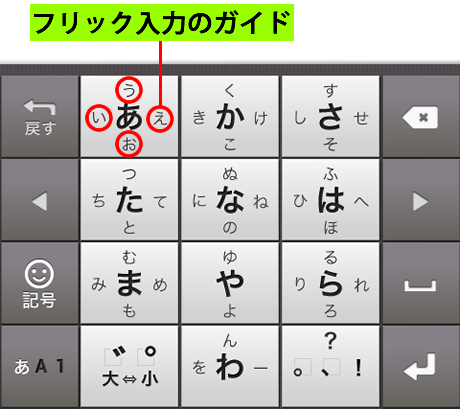 フリック入力のガイド
う く す
戻す い あ え き か け し さ せ
お こ そ
つ ぬ ふ
ち た て に な ね ひ は へ
と の ほ
む ゆ る
記号 み ま め や り ら れ
も よ ろ
ん ?
あA1 ゛ ゜ を わ ー 。 、 !
大⇔小